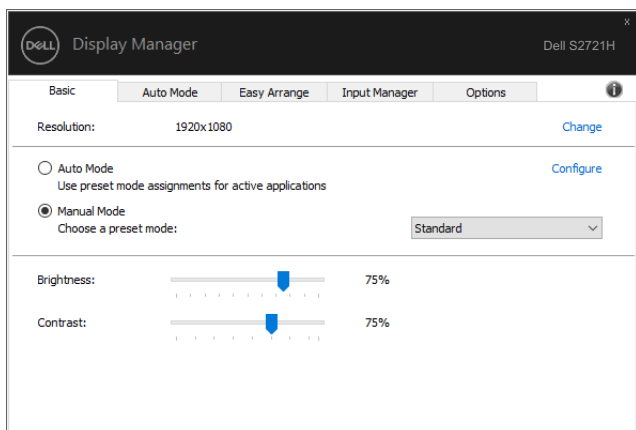 x
DELL Display Manager Dell S2721H
Basic Auto Mode Easy Arrange Input Manager Options i
Resolution: 1920x1080 Change
Auto Mode Configure
Use preset mode assignments for active applications
Manual Mode
Choose a preset mode: Standard
Brightness: 75%
Contrast: 75%